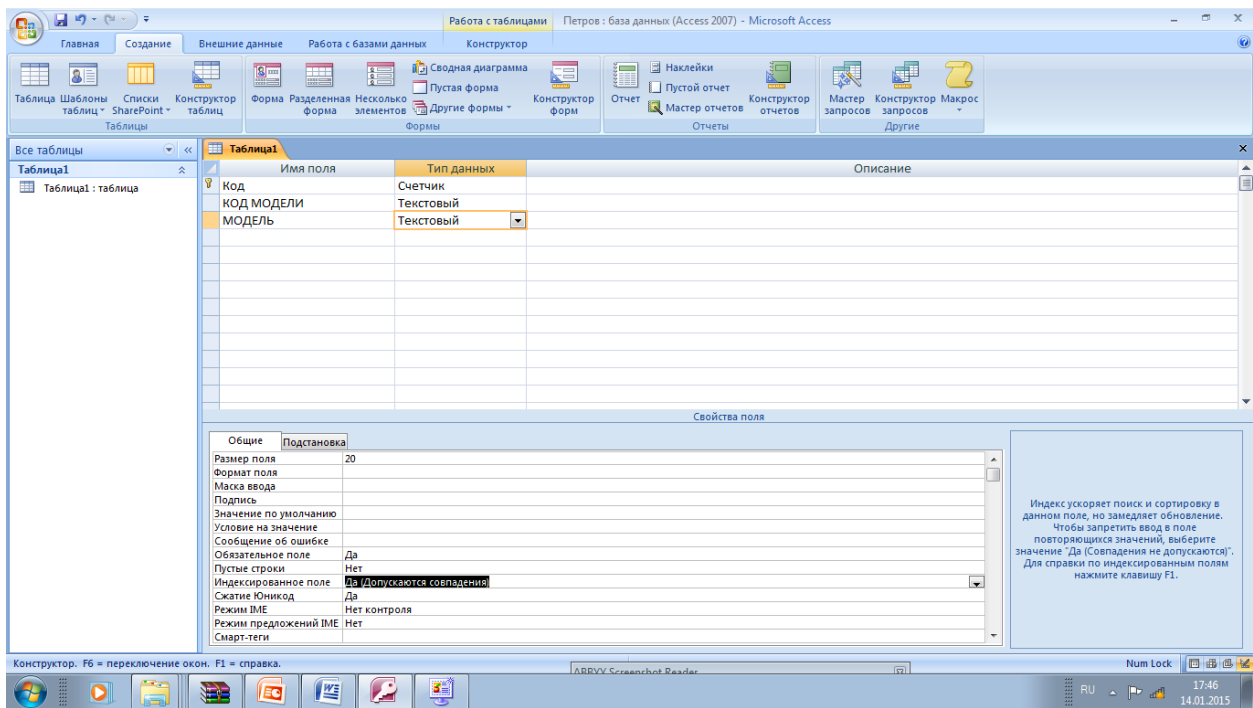 Работа с таблицами Петров : база данных (Access 2007) - Microsoft Access
Главная Создание Внешние данные Работа с базами данных Конструктор
Таблица
Шаблоны таблиц
Списки SharePoint
Конструктор таблиц
Таблицы
Форма
Разделенная форма
Несколько элементов
Сводная диаграмма
Пустая форма
Другие формы
Конструктор форм
Формы
Отчет
Наклейки
Пустой отчет
Мастер отчетов
Конструктор отчетов
Отчеты
Мастер запросов
Конструктор запросов
Макрос
Другие
Все таблицы
Таблица1
Таблица1 : таблица
Таблица1
Имя поля Тип данных Описание
Код Счетчик
КОД МОДЕЛИ Текстовый
МОДЕЛЬ Текстовый
Свойства поля
Общие Подстановка
Размер поля 20
Формат поля
Маска ввода
Подпись
Значение по умолчанию
Условие на значение
Сообщение об ошибке
Обязательное поле Да
Пустые строки Нет
Индексированное поле Да (Допускаются совпадения)
Сжатие Юникод Да
Режим IME Нет контроля
Режим предложений IME Нет
Смарт-теги
Индекс ускоряет поиск и сортировку в
данном поле, но замедляет обновление.
Чтобы запретить ввод в поле
повторяющихся значений, выберите
значение "Да (Совпадения не допускаются)".
Для справки по индексированным полям
нажмите клавишу F1.
Конструктор. F6 = переключение окон. F1 = справка.
Num Lock
ABBYY Screenshot Reader
RU
17:46
14.01.2015